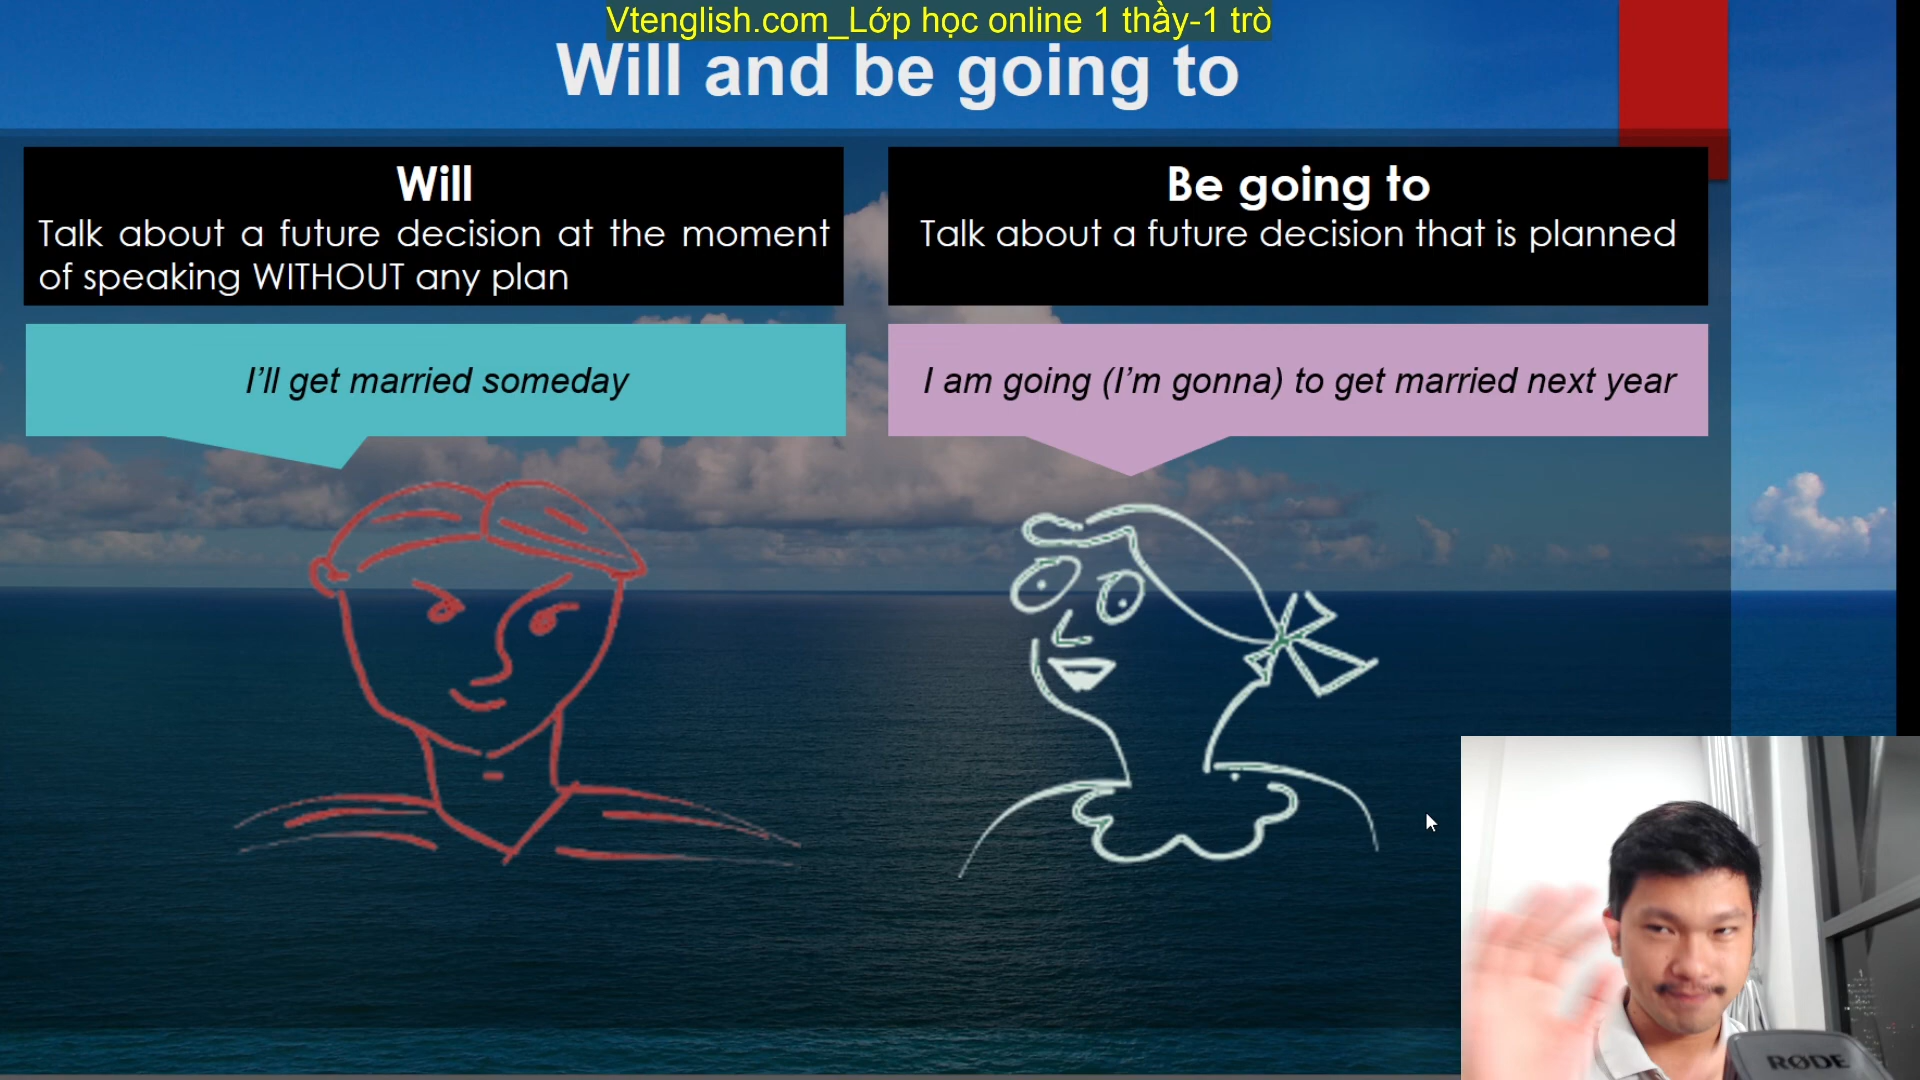 Vtenglish.com_Lớp học online 1 thầy-1 trò
Will and be going to
Will
Talk about a future decision at the moment
of speaking WITHOUT any plan
Be going to
Talk about a future decision that is planned
I’ll get married someday
I am going (I’m gonna) to get married next year
RØDE